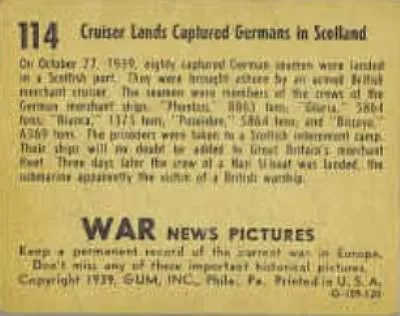 114 Cruiser Lands Captured Germans in Scotland
On October 27, 1939, eighty captured German seamen were landed
in a Scottish port. They were brought ashore by an armed British
merchant cruiser. The seamen were members of the crews of the
German merchant ships. "Phoebus, 8863 tons; "Gloria," 5864
tons; "Bianca," 1375 tons, "Poseidon," 5864 tons; and
4369 tons. The prisoners were taken to a Scottish internment camp.
Their ships will no doubt be added to Great Britain's merchant
fleet. Three days later the crew of a Nazi U-boat was landed, the
submarine apparently the victim of a British warship.
WAR NEWS PICTURES
Keep a permanent record of the current war in Europe.
Don't miss any of these important historical pictures.
Copyright 1939, GUM, INC., Phila., Pa. Printed in U. S. A.
G-109-120